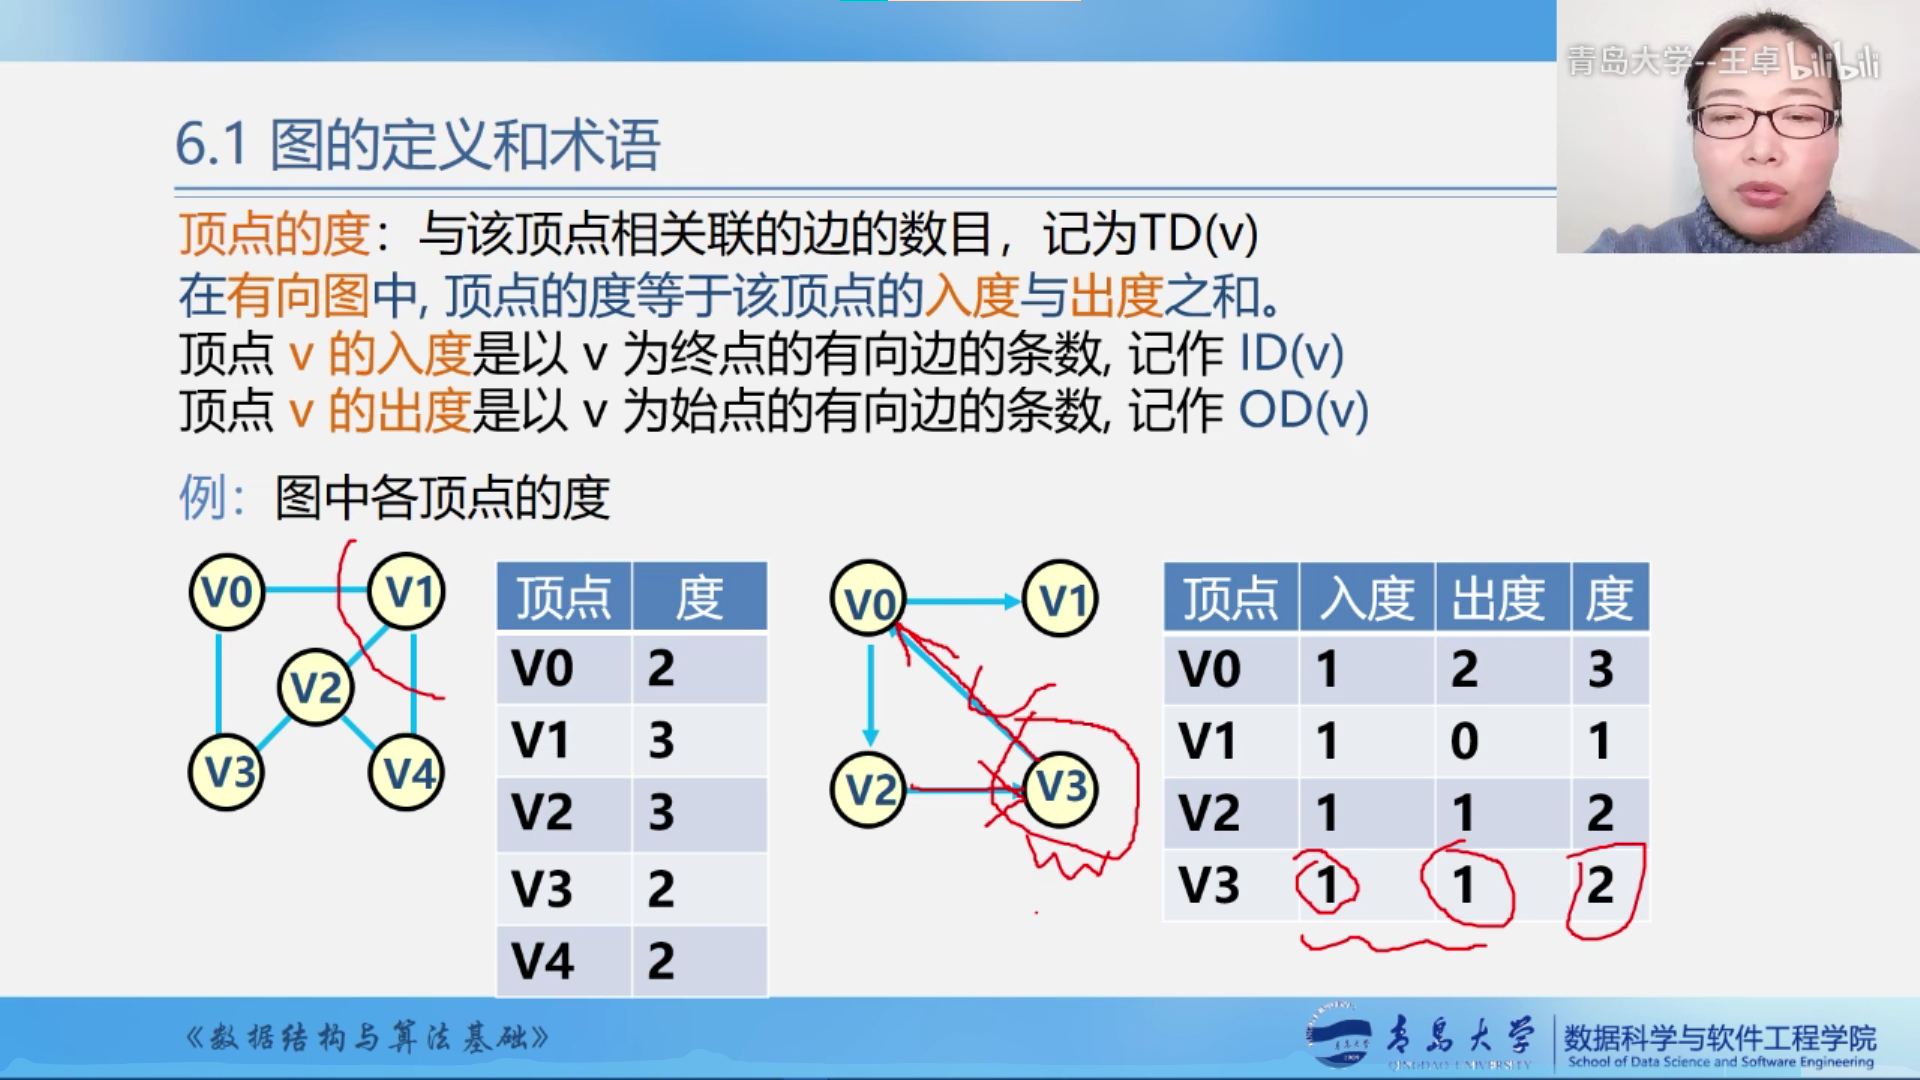 青岛大学--王卓 bilibili
6.1 图的定义和术语
顶点的度：与该顶点相关联的边的数目，记为TD(v)
在有向图中, 顶点的度等于该顶点的入度与出度之和。
顶点 v 的入度是以 v 为终点的有向边的条数, 记作 ID(v)
顶点 v 的出度是以 v 为始点的有向边的条数, 记作 OD(v)
例：图中各顶点的度
V0 V1
V2
V3 V4
顶点 度
V0 2
V1 3
V2 3
V3 2
V4 2
V0 V1
V2 V3
顶点 入度 出度 度
V0 1 2 3
V1 1 0 1
V2 1 1 2
V3 1 1 2
《数据结构与算法基础》
青岛大学
QINGDAO UNIVERSITY
数据科学与软件工程学院
School of Data Science and Software Engineering